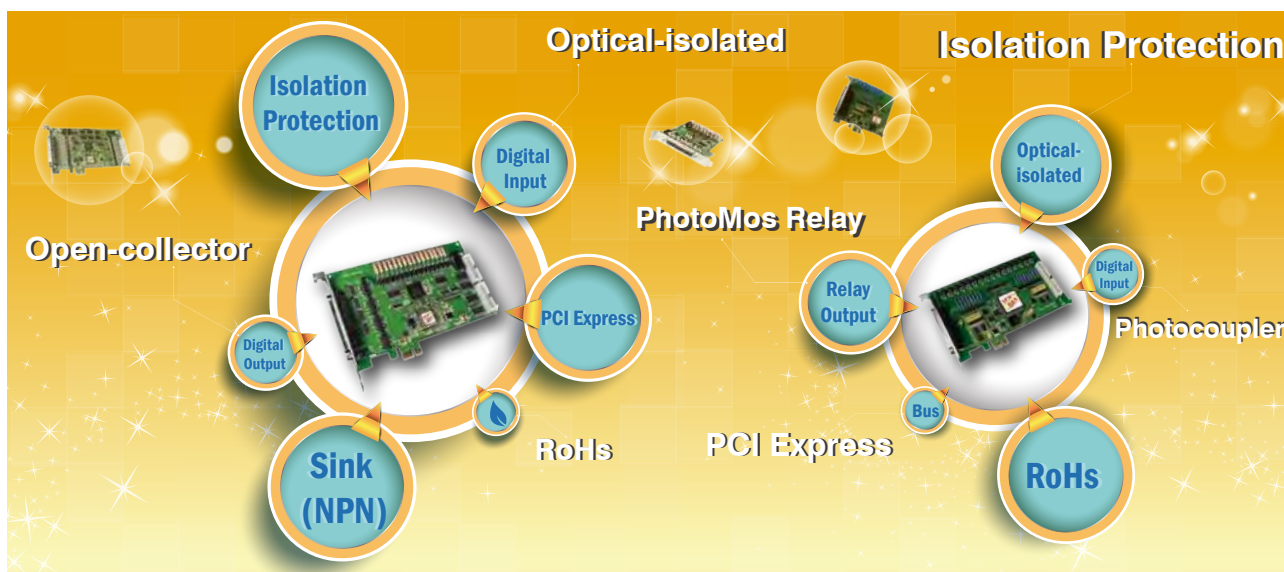 Optical-isolated
Isolation Protection
Isolation
Protection
Digital
Input
Optical-
isolated
PhotoMos Relay
Open-collector
Digital
Input
Relay
Output
PCI Express
Photocoupler
Digital
Output
Bus
RoHs
PCI Express
Sink
(NPN)
RoHs